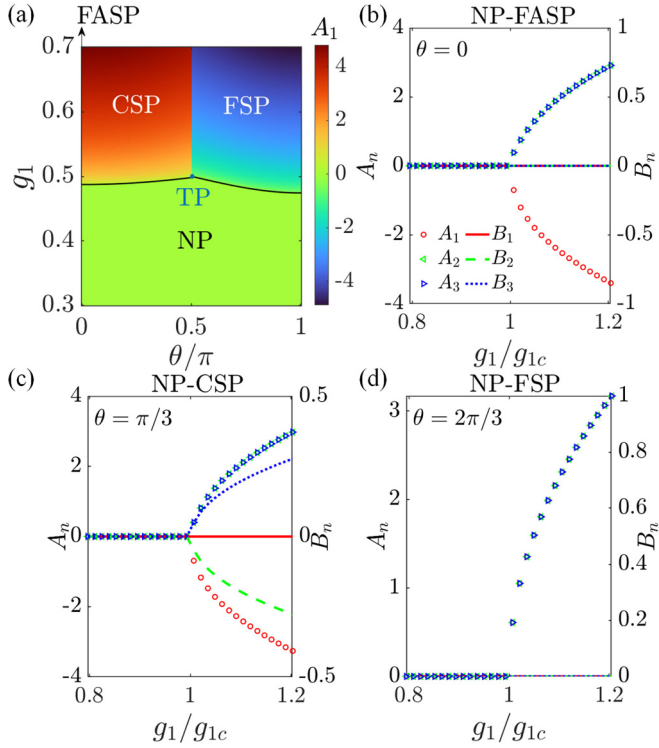 (a) FASP
A₁
0.7
0.6
0.5
0.4
0.3
g₁
CSP
FSP
TP
NP
0
0.5
1
θ/π
4
2
0
-2
-4
(b) NP-FASP
θ = 0
2
0
-2
-4
Aₙ
1
0.5
0
-0.5
-1
Bₙ
A₁ B₁
A₂ B₂
A₃ B₃
0.8
1
1.2
g₁/g₁c
(c) NP-CSP
θ = π/3
4
2
0
-2
-4
Aₙ
0.5
0
-0.5
Bₙ
0.8
1
1.2
g₁/g₁c
(d) NP-FSP
θ = 2π/3
3
2
1
0
Aₙ
1
0.8
0.6
0.4
0.2
0
Bₙ
0.8
1
1.2
g₁/g₁c